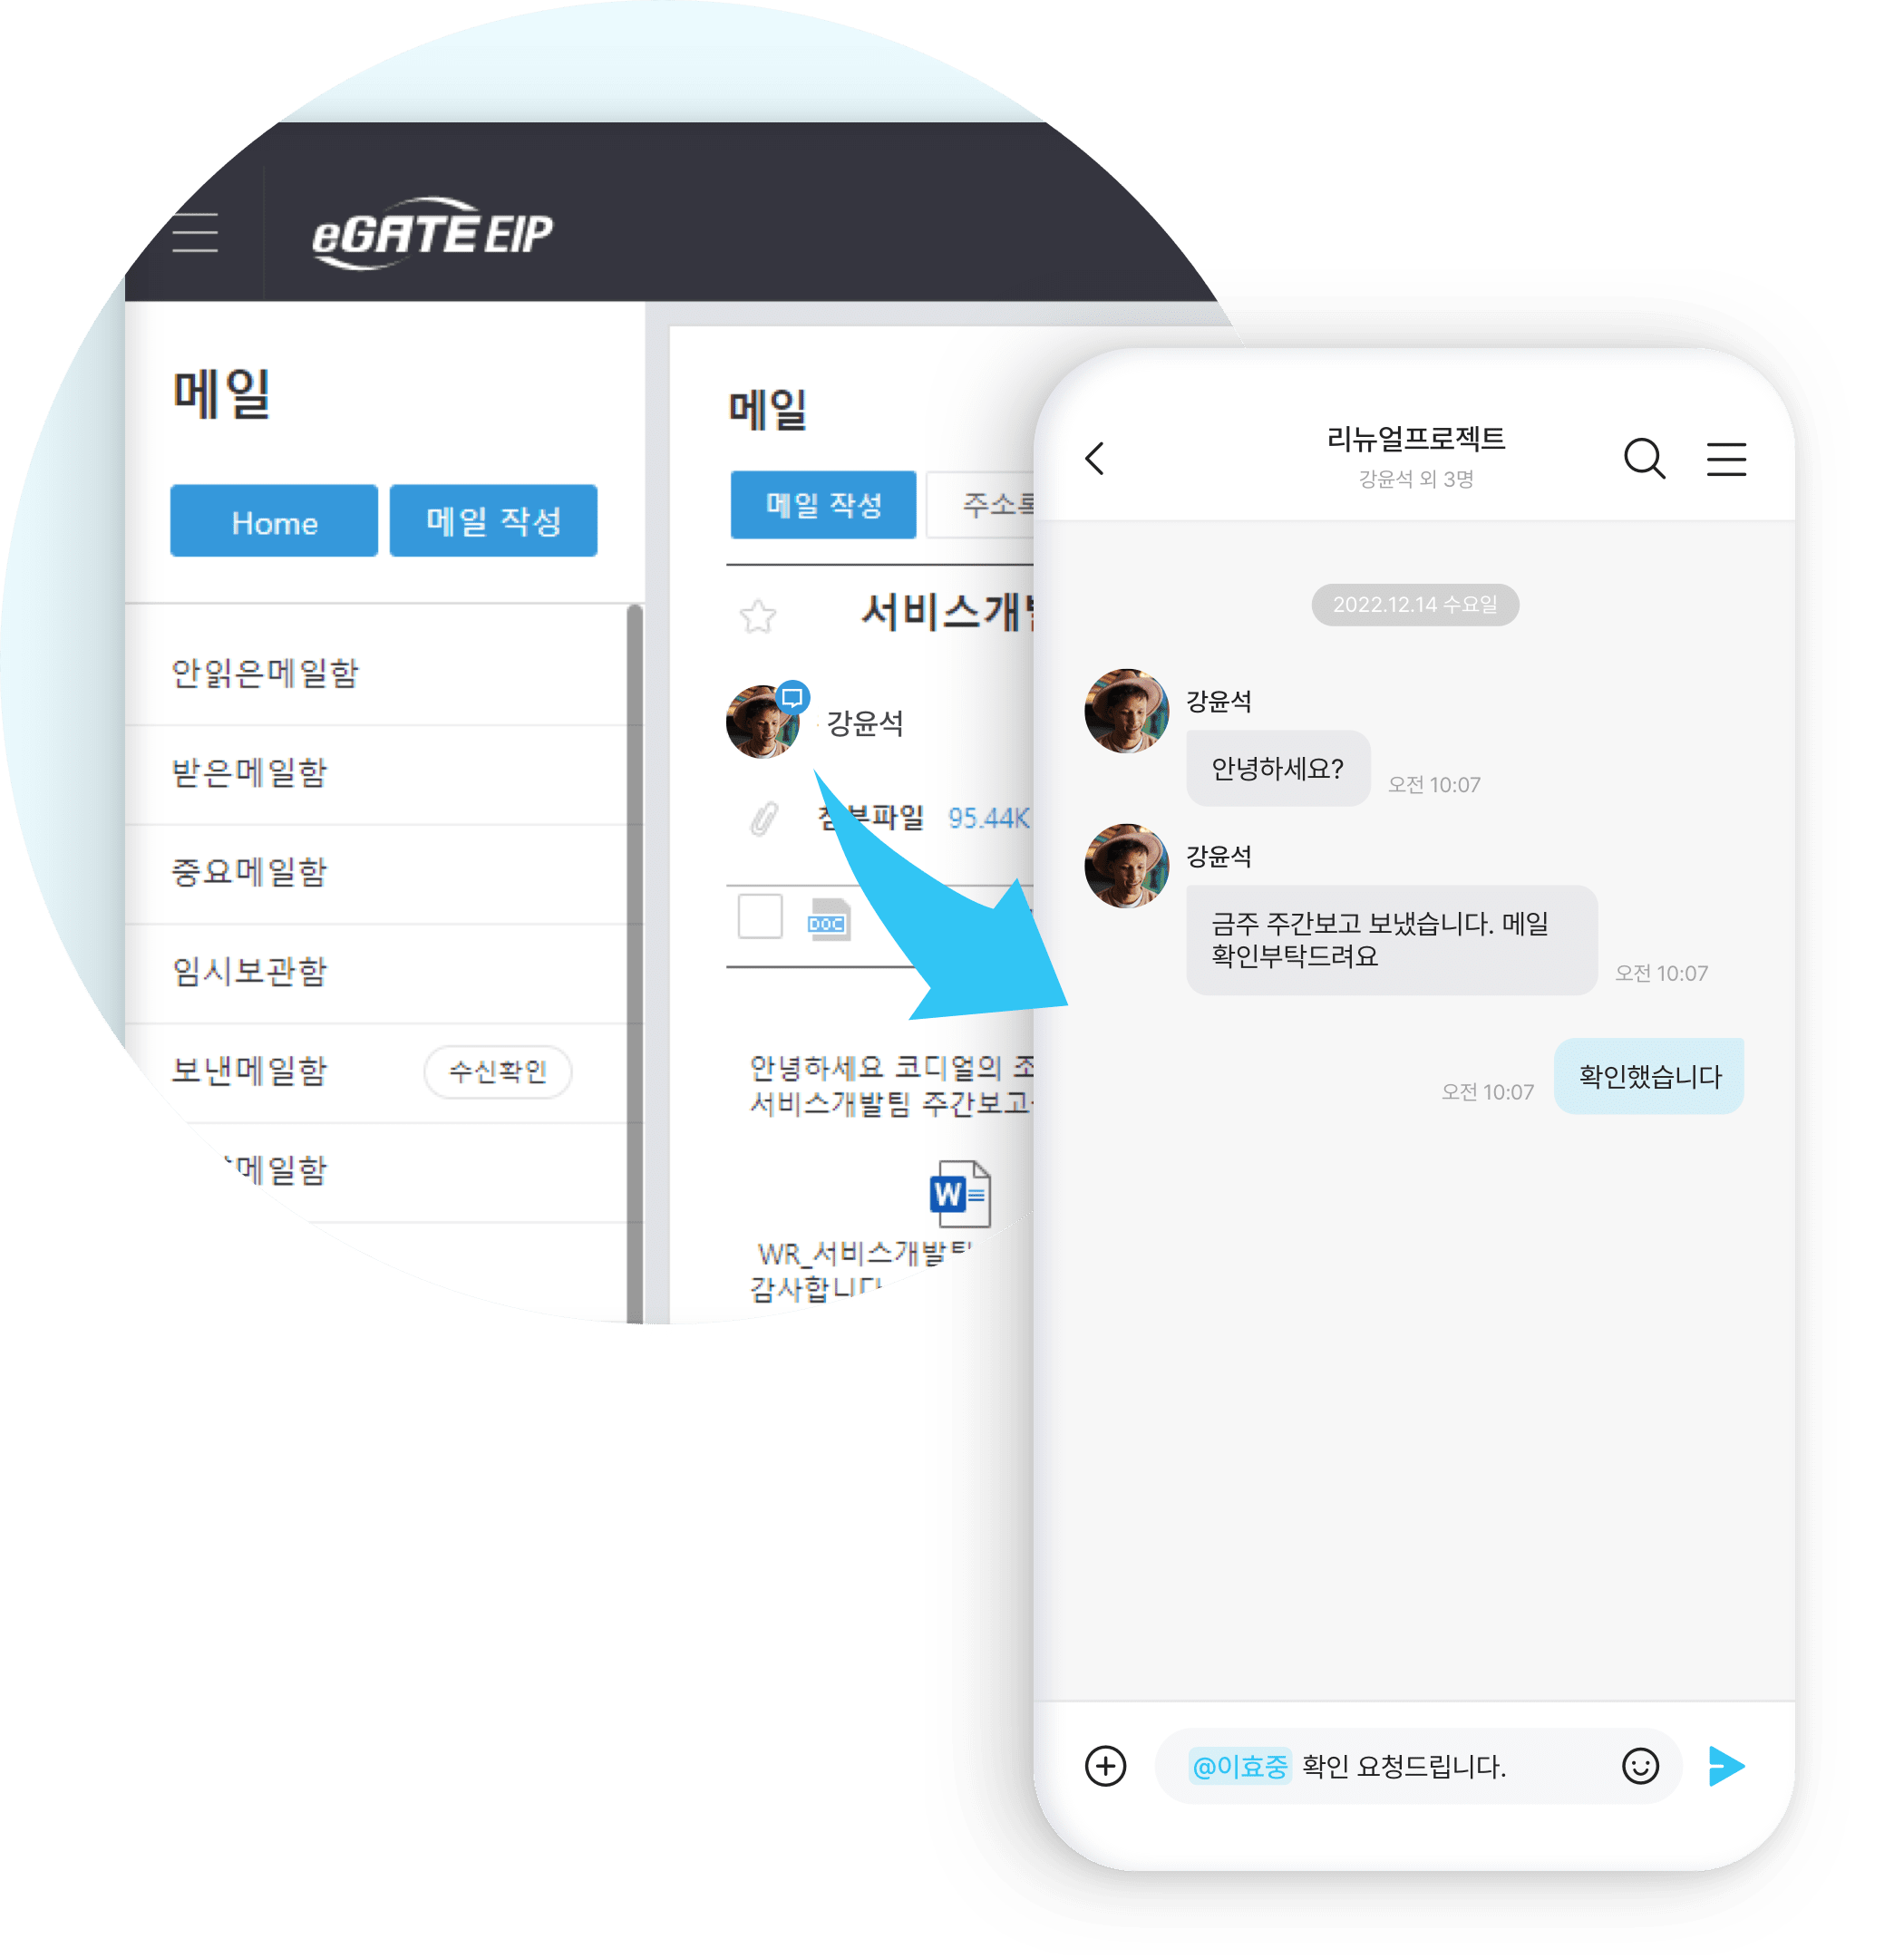 eGATE EIP
메일
Home
메일 작성
안읽은메일함
받은메일함
중요메일함
임시보관함
보낸메일함
수신확인
메일함
메일
메일 작성
주소록
서비스개발
강윤석
첨부파일 95.44K
DOC
안녕하세요 코디얼의 조
서비스개발팀 주간보고
W
WR_서비스개발팀
감사합니다
리뉴얼프로젝트
강윤석 외 3명
2022.12.14 수요일
강윤석
안녕하세요?
오전 10:07
강윤석
금주 주간보고 보냈습니다. 메일
확인부탁드려요
오전 10:07
확인했습니다
오전 10:07
@이효중 확인 요청드립니다.